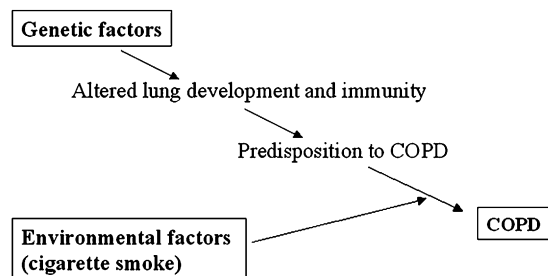 Genetic factors
Altered lung development and immunity
Predisposition to COPD
COPD
Environmental factors
(cigarette smoke)